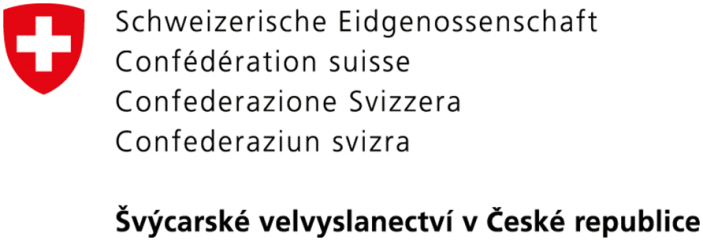 Schweizerische Eidgenossenschaft
Confédération suisse
Confederazione Svizzera
Confederaziun svizra
Švýcarské velvyslanectví v České republice